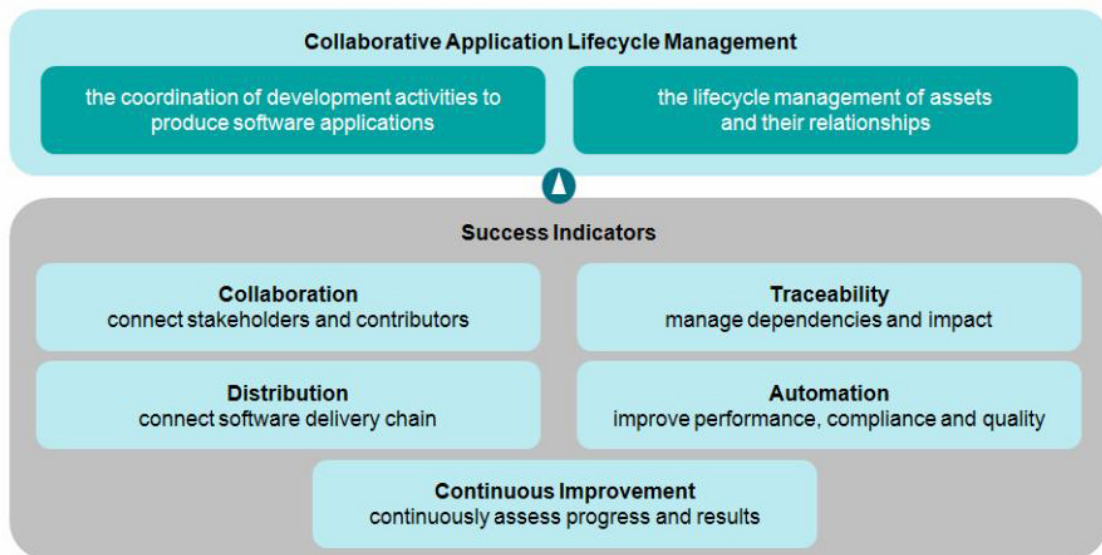 Collaborative Application Lifecycle Management
the coordination of development activities to
produce software applications
the lifecycle management of assets
and their relationships
Success Indicators
Collaboration
connect stakeholders and contributors
Traceability
manage dependencies and impact
Distribution
connect software delivery chain
Automation
improve performance, compliance and quality
Continuous Improvement
continuously assess progress and results